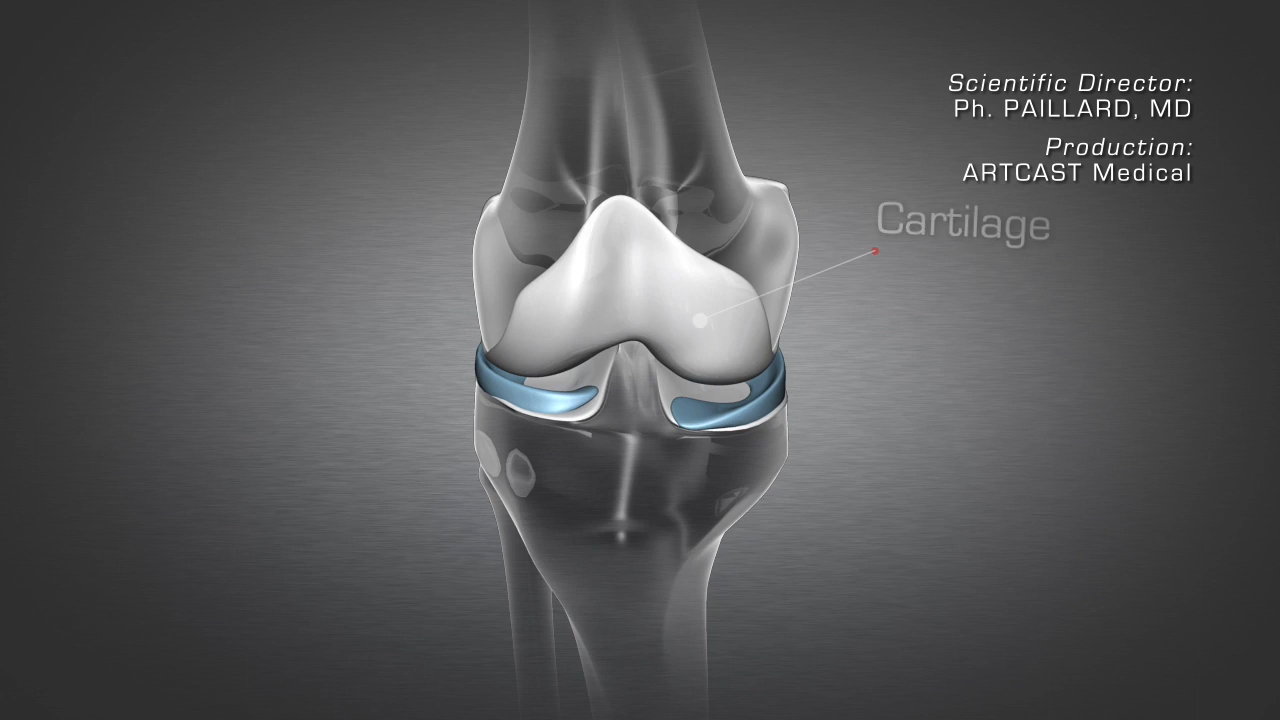 Scientific Director:
Ph. PAILLARD, MD
Production:
ARTCAST Medical
Cartilage